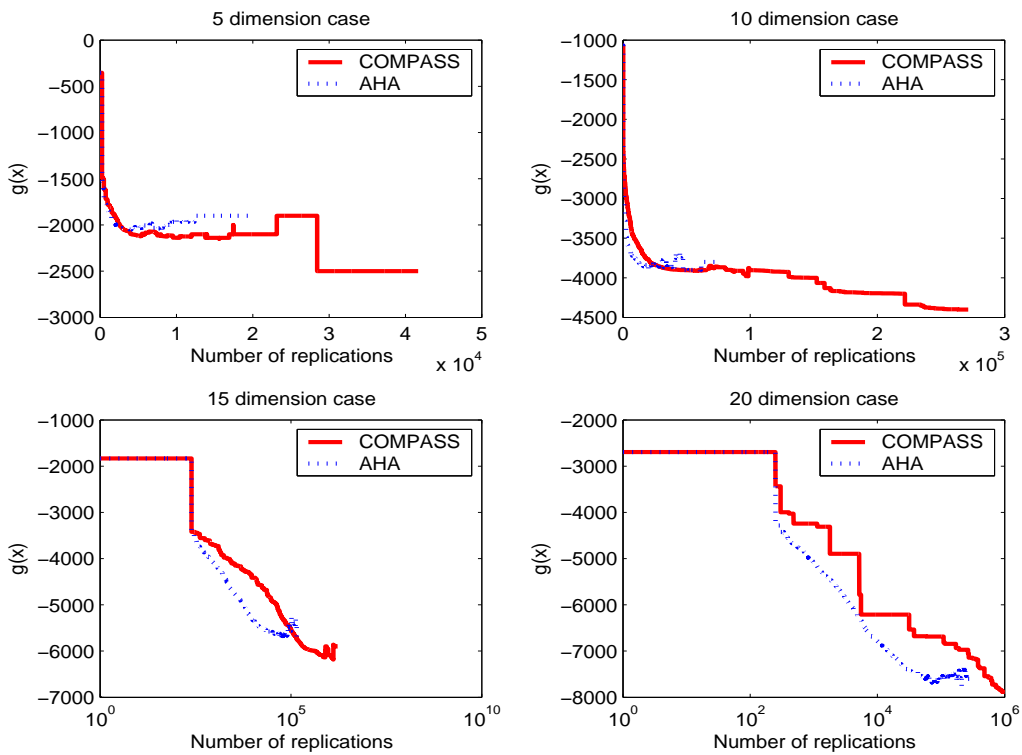 5 dimension case
0
−500
−1000
−1500
−2000
−2500
−3000
g(x)
COMPASS
AHA
0 1 2 3 4 5
Number of replications
x 10^4
10 dimension case
−1000
−1500
−2000
−2500
−3000
−3500
−4000
−4500
g(x)
COMPASS
AHA
0 1 2 3
Number of replications
x 10^5
15 dimension case
−1000
−2000
−3000
−4000
−5000
−6000
−7000
g(x)
COMPASS
AHA
10^0 10^5 10^10
Number of replications
20 dimension case
−2000
−3000
−4000
−5000
−6000
−7000
−8000
g(x)
COMPASS
AHA
10^0 10^2 10^4 10^6
Number of replications